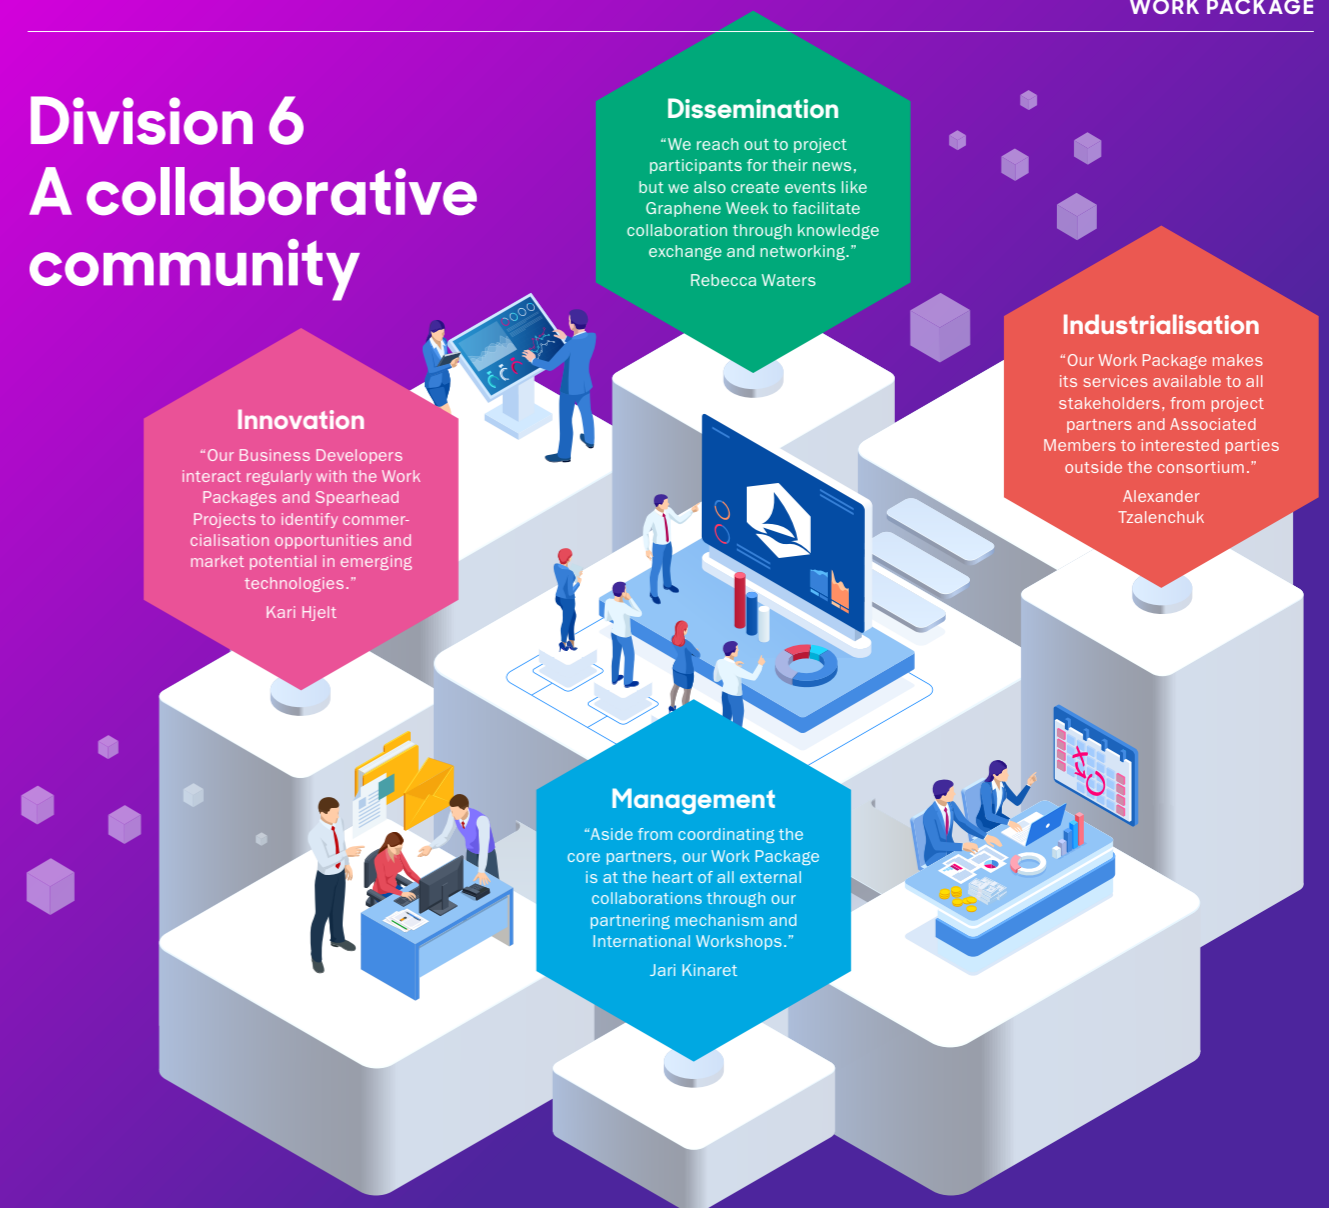 WORK PACKAGE
Division 6
A collaborative
community
Dissemination
“We reach out to project
participants for their news,
but we also create events like
Graphene Week to facilitate
collaboration through knowledge
exchange and networking.”
Rebecca Waters
Industrialisation
“Our Work Package makes
its services available to all
stakeholders, from project
partners and Associated
Members to interested parties
outside the consortium.”
Alexander
Tzalenchuk
Innovation
“Our Business Developers
interact regularly with the Work
Packages and Spearhead
Projects to identify commer-
cialisation opportunities and
market potential in emerging
technologies.”
Kari Hjelt
Management
“Aside from coordinating the
core partners, our Work Package
is at the heart of all external
collaborations through our
partnering mechanism and
International Workshops.”
Jari Kinaret